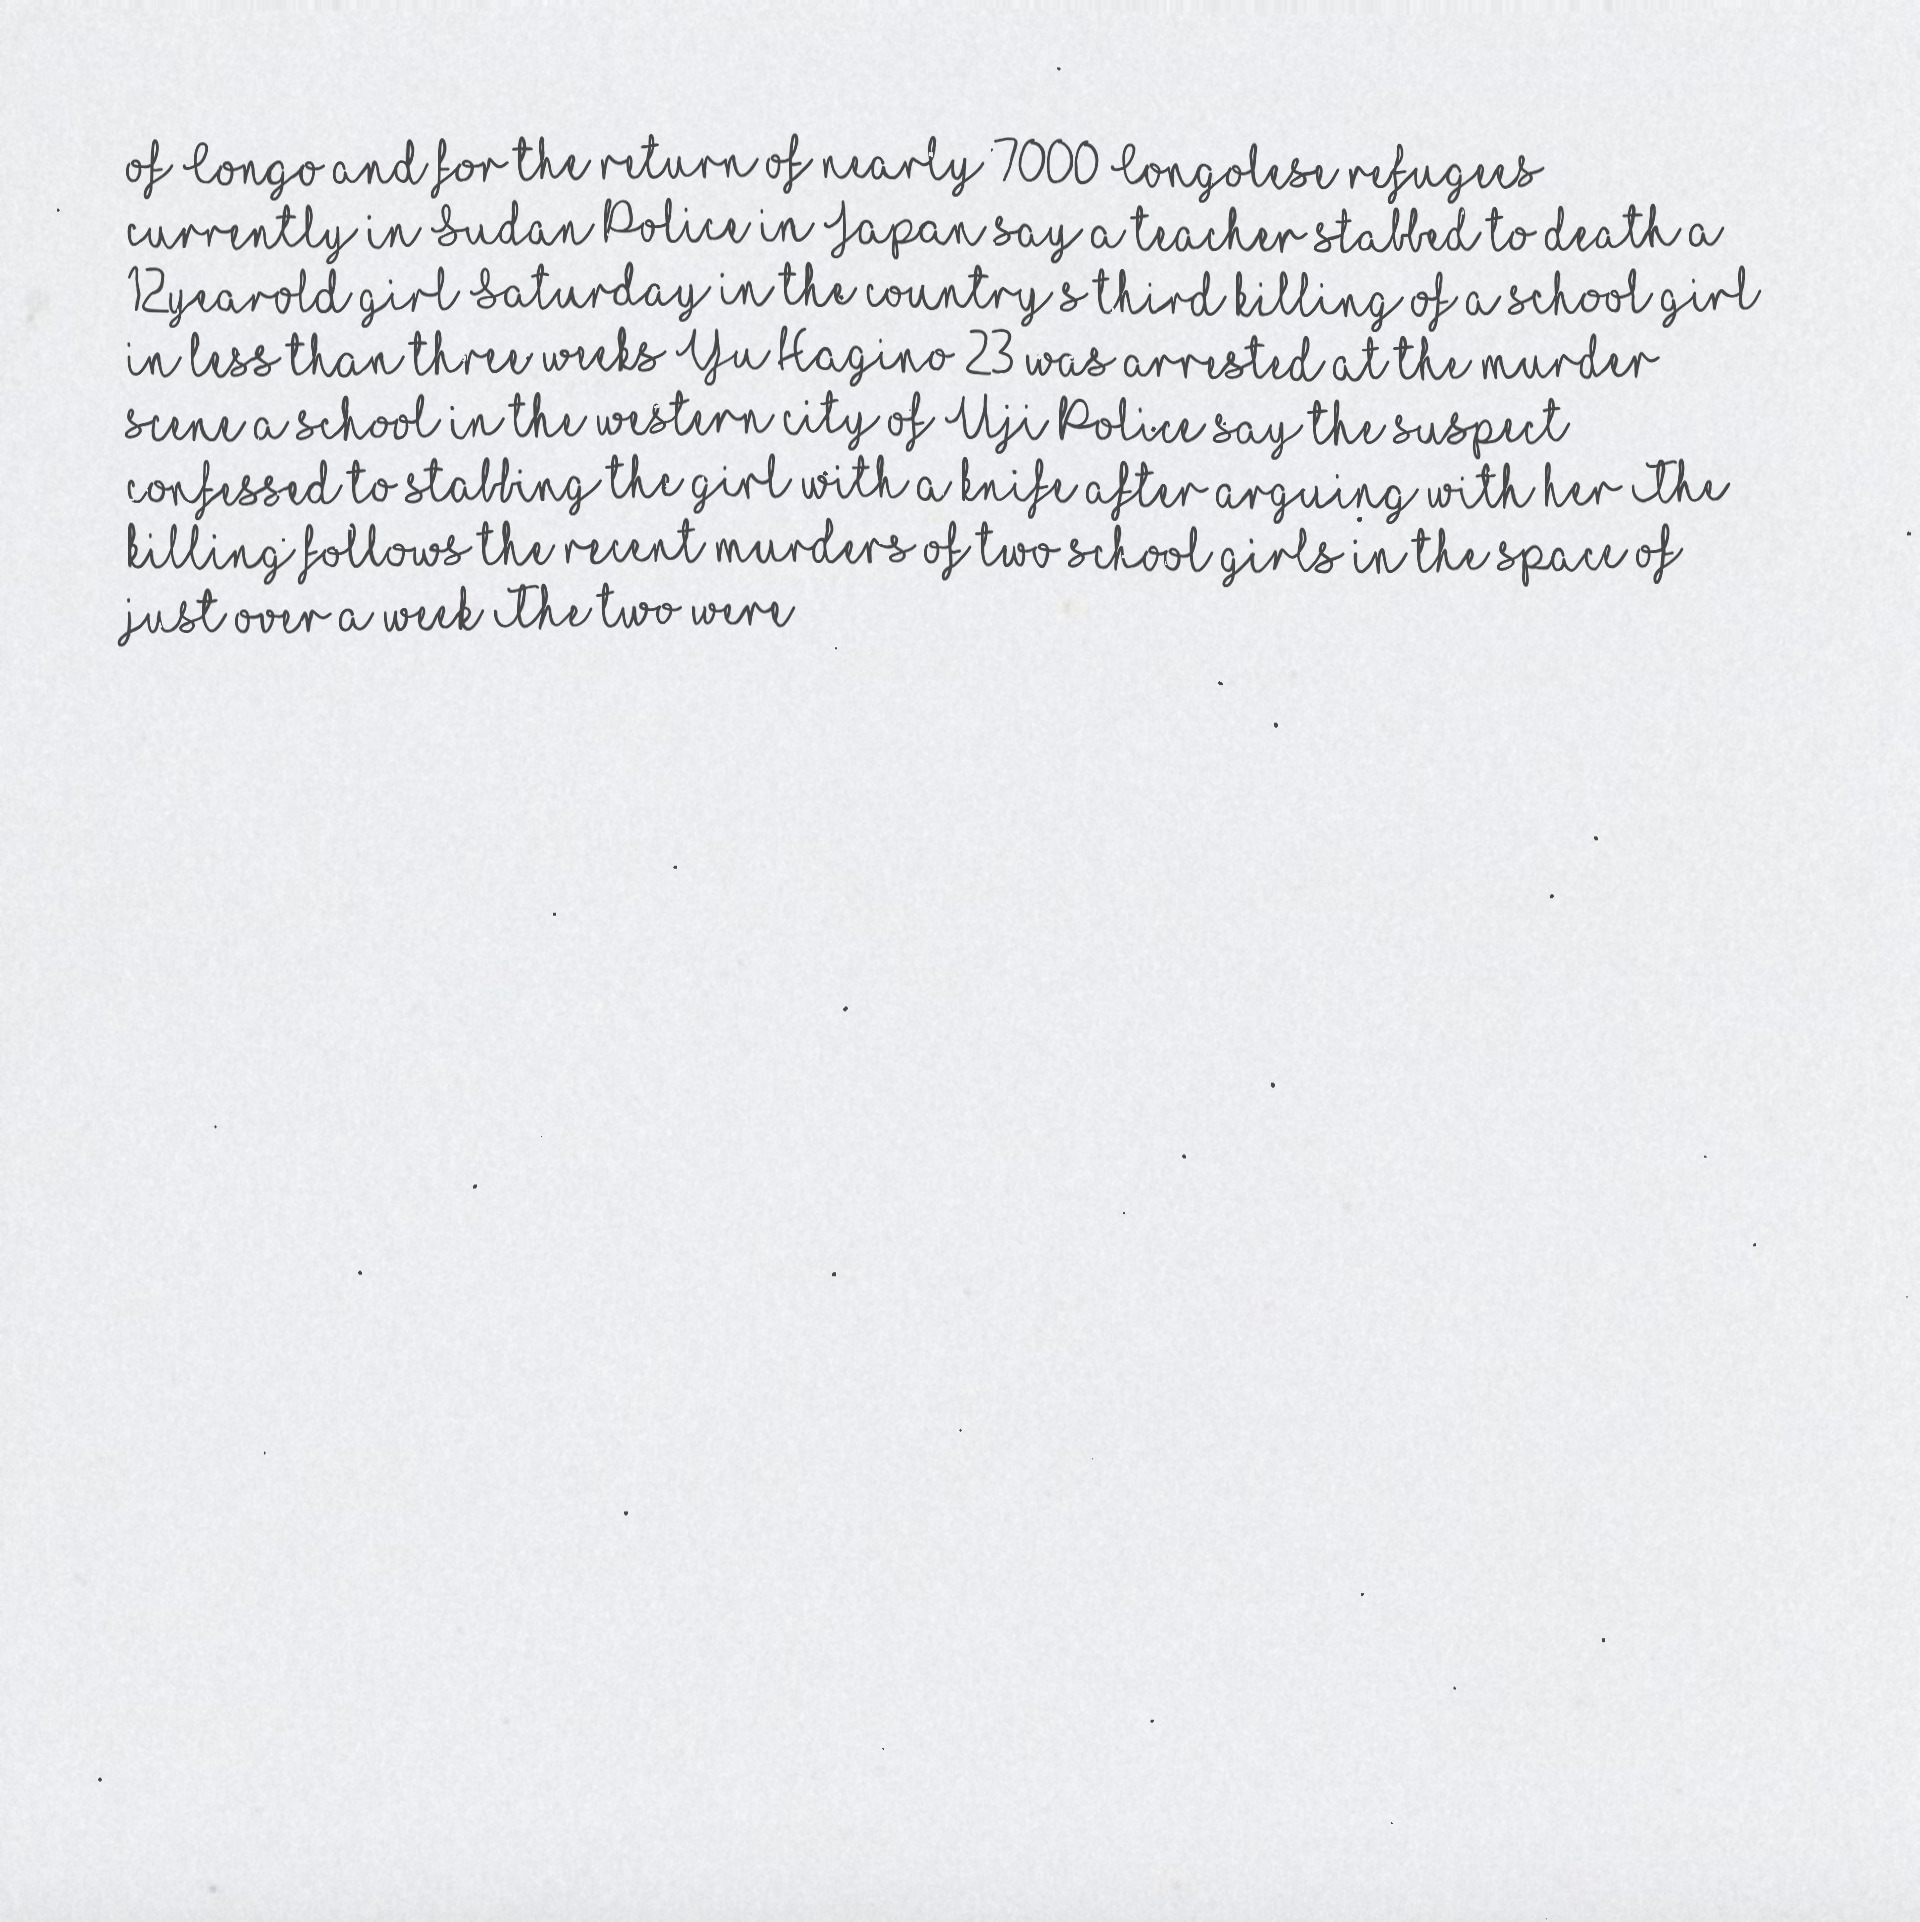 of Congo and for the return of nearly 7000 Congolese refugees
currently in Sudan Police in Japan say a teacher stabbed to death a
12yearold girl Saturday in the country s third killing of a school girl
in less than three weeks Yu Hagino 23 was arrested at the murder
scene a school in the western city of Uji Police say the suspect
confessed to stabbing the girl with a knife after arguing with her The
killing follows the recent murders of two school girls in the space of
just over a week The two were